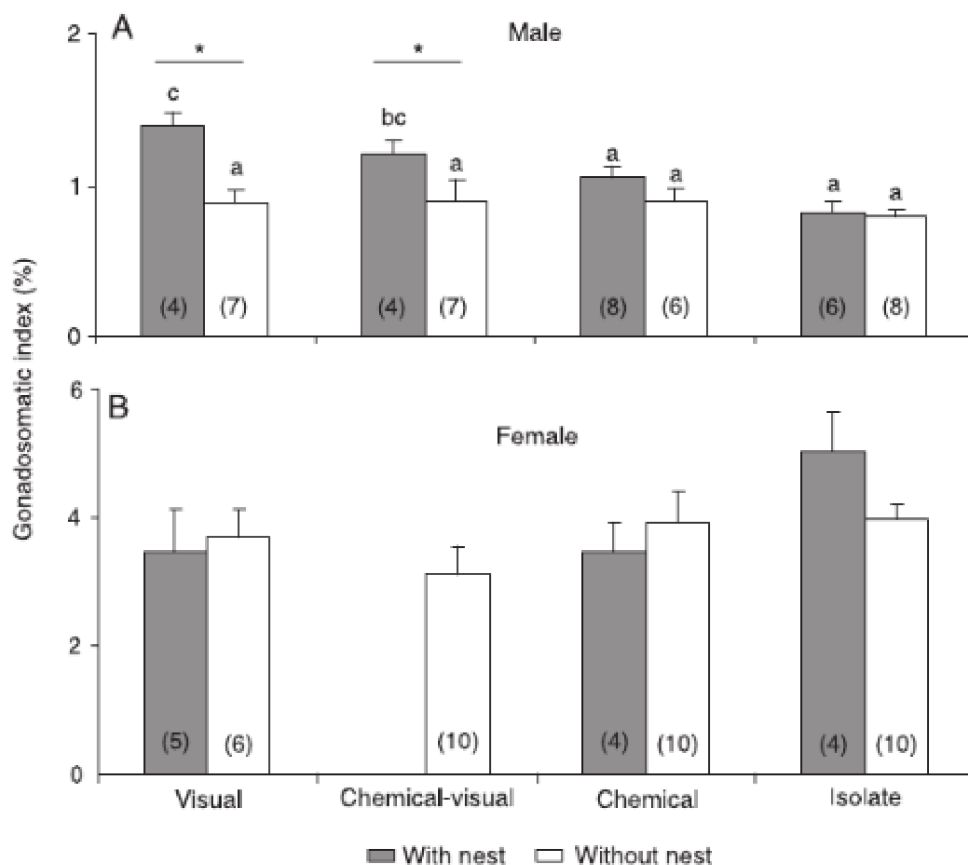 A
Male
2
*
*
c
bc
a
a
a
a
a
a
1
(4) (7) (4) (7) (8) (6) (6) (8)
0
Gonadosomatic index (%)
B
Female
6
4
2
(5) (6) (10) (4) (10) (4) (10)
0
Visual Chemical-visual Chemical Isolate
With nest Without nest